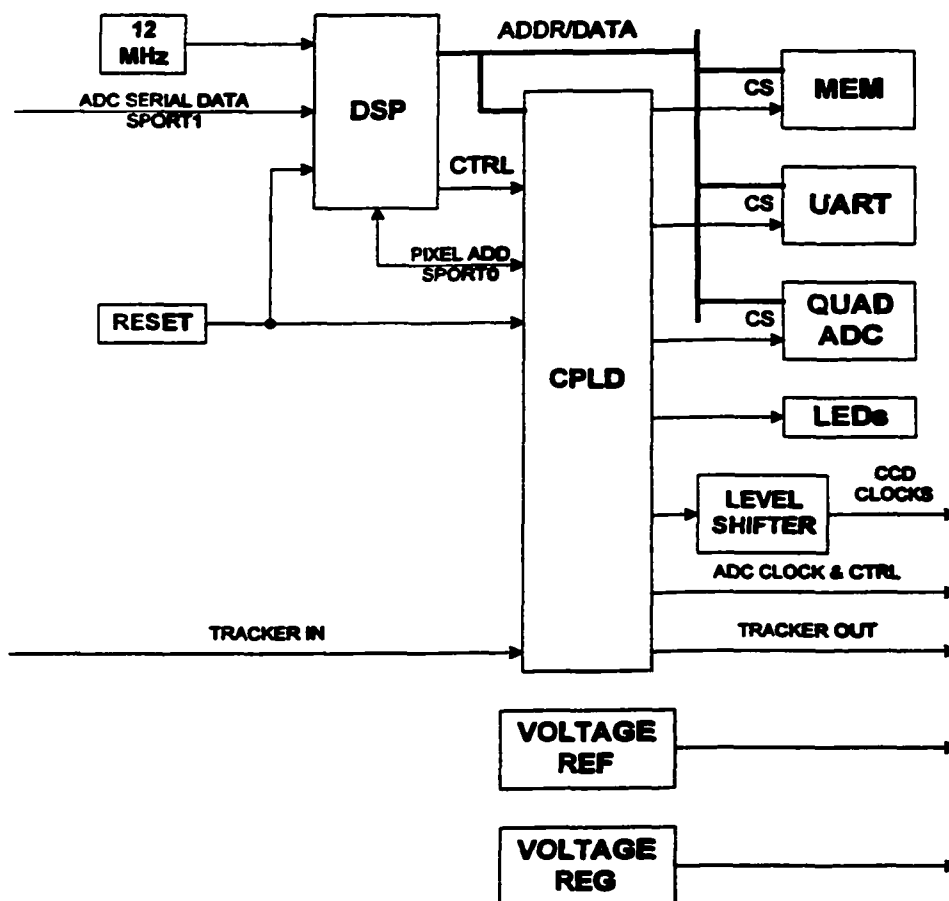 12
MHz
ADDR/DATA
ADC SERIAL DATA
SPORT1
DSP
CS
MEM
CTRL
CS
UART
PIXEL ADD
SPORT0
RESET
CS
QUAD
ADC
CPLD
LEDs
LEVEL
SHIFTER
CCD
CLOCKS
ADC CLOCK & CTRL
TRACKER IN
TRACKER OUT
VOLTAGE
REF
VOLTAGE
REG